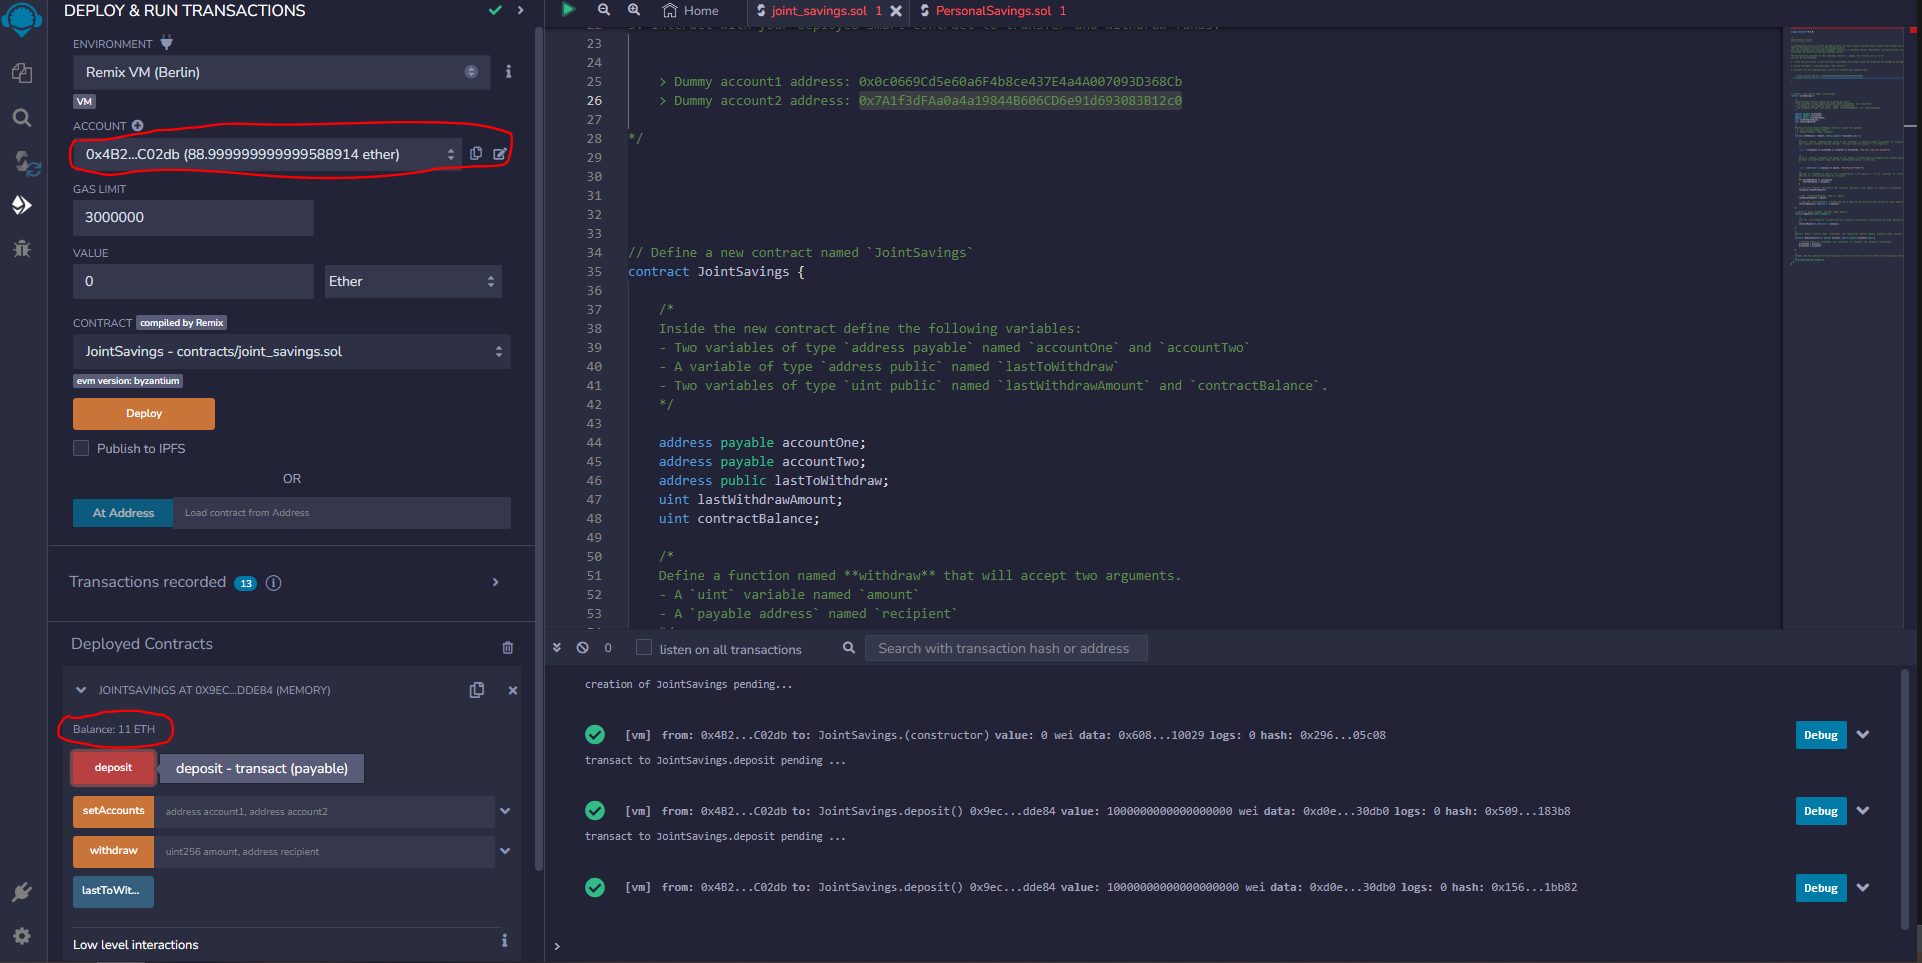 DEPLOY & RUN TRANSACTIONS
ENVIRONMENT
Remix VM (Berlin)
VM
ACCOUNT
0x4B2...C02db (88.999999999999588914 ether)
GAS LIMIT
3000000
VALUE
0
Ether
CONTRACT compiled by Remix
JointSavings - contracts/joint_savings.sol
evm version: byzantium
Deploy
Publish to IPFS
OR
At Address
Load contract from Address
Transactions recorded 13
Deployed Contracts
JOINTSAVINGS AT 0X9EC...DDE84 (MEMORY)
Balance: 11 ETH
deposit
deposit - transact (payable)
setAccounts
address account1, address account2
withdraw
uint256 amount, address recipient
lastToWit...
Low level interactions
Home
joint_savings.sol 1
PersonalSavings.sol 1
23
24
25 > Dummy account1 address: 0x0c0669Cd5e60a6F4b8ce437E4a4A007093D368Cb
26 > Dummy account2 address: 0x7A1f3dFAa0a4a19844B606CD6e91d693083B12c0
27
28 */
29
30
31
32
33
34 // Define a new contract named `JointSavings`
35 contract JointSavings {
36
37 /*
38 Inside the new contract define the following variables:
39 - Two variables of type `address payable` named `accountOne` and `accountTwo`
40 - A variable of type `address public` named `lastToWithdraw`
41 - Two variables of type `uint public` named `lastWithdrawAmount` and `contractBalance`.
42 */
43
44 address payable accountOne;
45 address payable accountTwo;
46 address public lastToWithdraw;
47 uint lastWithdrawAmount;
48 uint contractBalance;
49
50 /*
51 Define a function named **withdraw** that will accept two arguments.
52 - A `uint` variable named `amount`
53 - A `payable address` named `recipient`
0
listen on all transactions
Search with transaction hash or address
creation of JointSavings pending...
[vm] from: 0x4B2...C02db to: JointSavings.(constructor) value: 0 wei data: 0x608...10029 logs: 0 hash: 0x296...05c08
Debug
transact to JointSavings.deposit pending ...
[vm] from: 0x4B2...C02db to: JointSavings.deposit() 0x9ec...dde84 value: 1000000000000000000 wei data: 0xd0e...30db0 logs: 0 hash: 0x509...183b8
Debug
transact to JointSavings.deposit pending ...
[vm] from: 0x4B2...C02db to: JointSavings.deposit() 0x9ec...dde84 value: 10000000000000000000 wei data: 0xd0e...30db0 logs: 0 hash: 0x156...1bb82
Debug
>